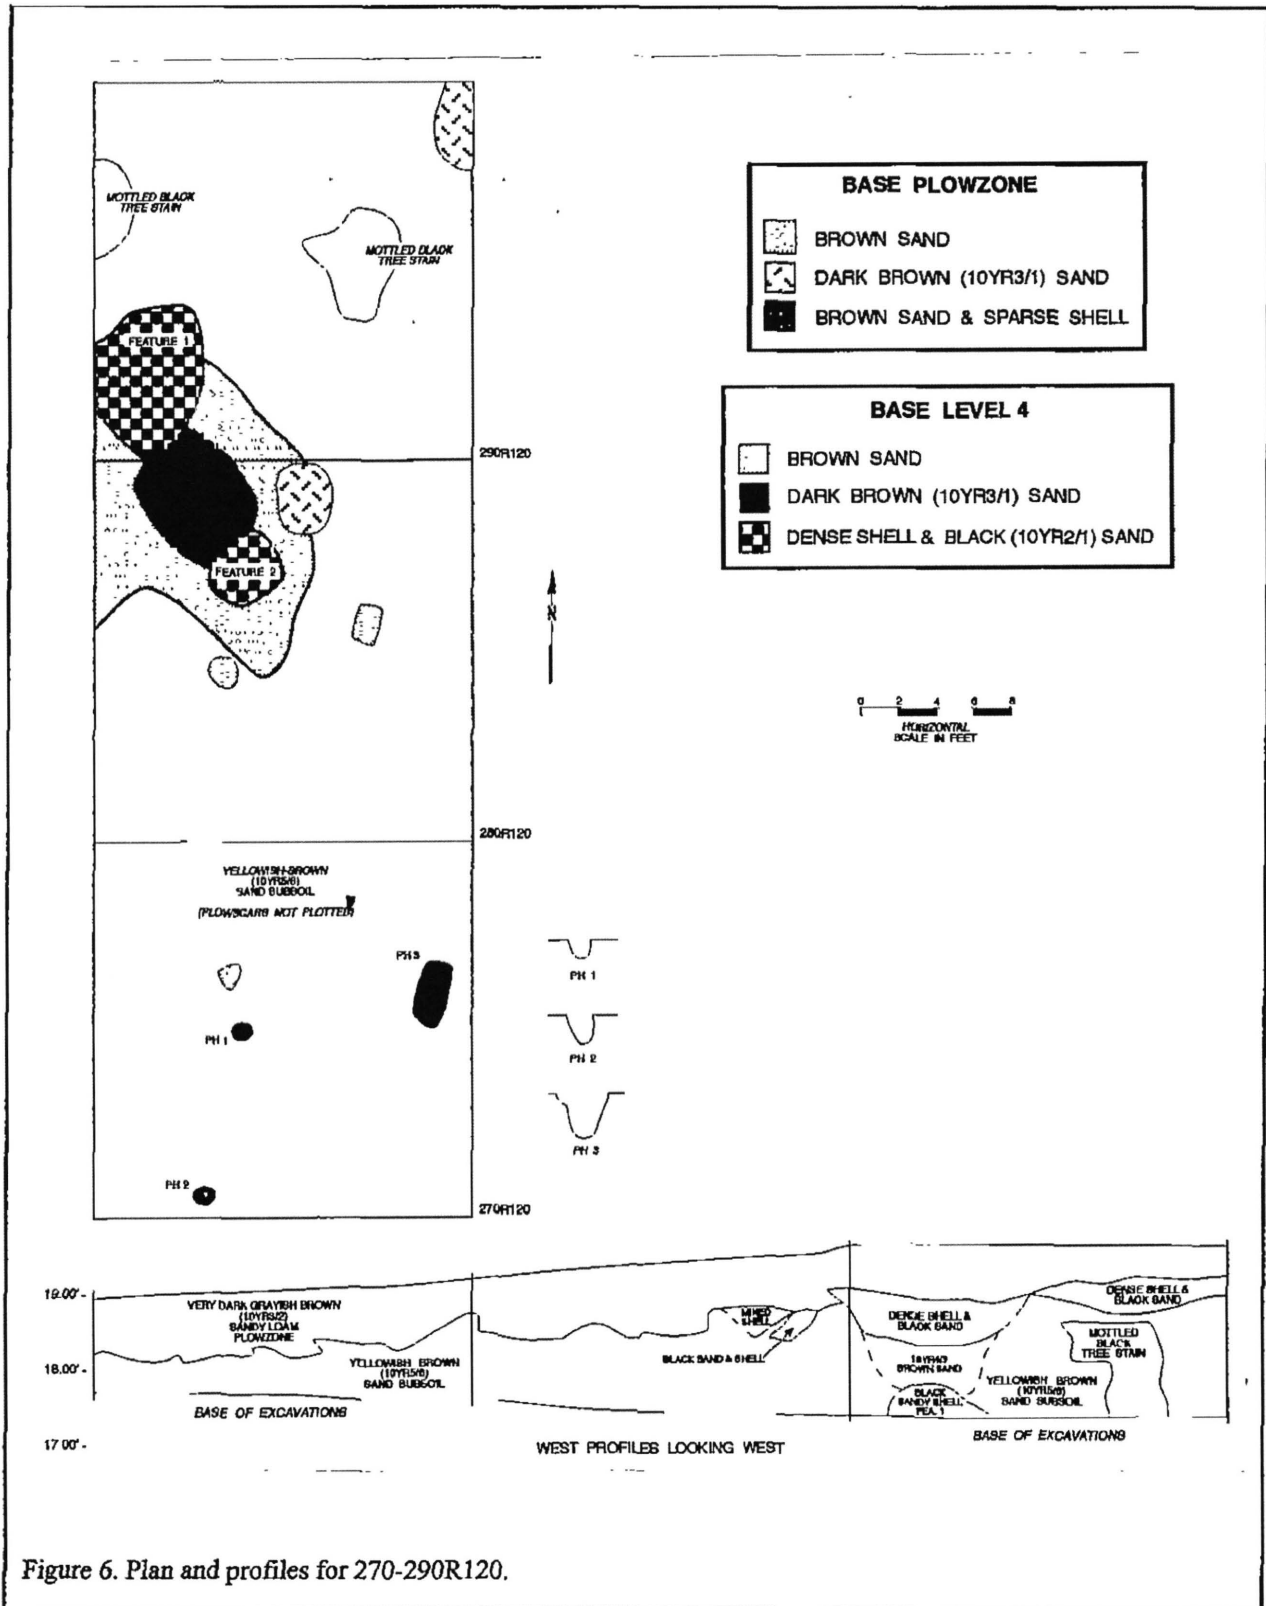 MOTTLED BLACK
TREE STAIN
MOTTLED BLACK
TREE STAIN
FEATURE 1
290R120
FEATURE 2
280R120
YELLOWISH-BROWN
(10YR5/6)
SAND SUBSOIL
(PLOWSCARS NOT PLOTTED)
PH 3
PH 1
PH 2
270R120
BASE PLOWZONE
BROWN SAND
DARK BROWN (10YR3/1) SAND
BROWN SAND & SPARSE SHELL
BASE LEVEL 4
BROWN SAND
DARK BROWN (10YR3/1) SAND
DENSE SHELL & BLACK (10YR2/1) SAND
N
0 2 4 6 8
HORIZONTAL
SCALE IN FEET
PH 1
PH 2
PH 3
19.00'-
18.00'-
17.00'-
VERY DARK GRAYISH BROWN
(10YR3/2)
SANDY LOAM
PLOWZONE
YELLOWISH BROWN
(10YR5/6)
SAND SUBSOIL
BASE OF EXCAVATIONS
MIXED
SHELL
BLACK SAND & SHELL
DENSE SHELL &
BLACK SAND
BROWN SAND
BLACK
SANDY SHELL,
FEA. 1
YELLOWISH BROWN
(10YR5/6)
SAND SUBSOIL
MOTTLED
BLACK
TREE STAIN
DENSE SHELL &
BLACK SAND
BASE OF EXCAVATIONS
WEST PROFILES LOOKING WEST
Figure 6. Plan and profiles for 270-290R120.